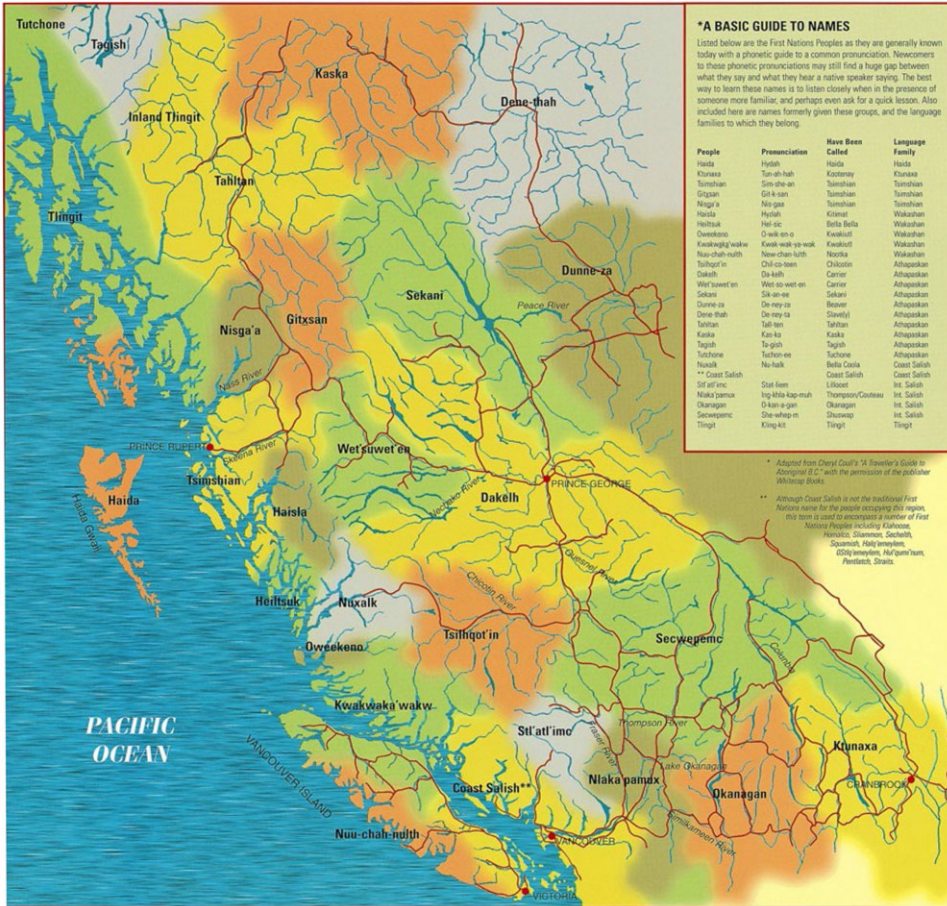 Tutchone
Tagish
Kaska
Dene-thah
Inland Tlingit
Tahltan
Tlingit
Dunne-za
Sekani
Peace River
Nisga'a
Gitxsan
Nass River
PRINCE RUPERT
Skeena River
Wet'suwet'en
Tsimshian
Nechako River
Dakelh
PRINCE GEORGE
Haida
Haida Gwaii
Haisla
Quesnel River
Heiltsuk
Nuxalk
Chicotin River
Tsilhqot'in
Secwepemc
Columbia
Oweekeno
Kwakwaka'wakw
PACIFIC
OCEAN
Stl'atl'imc
Fraser River
Thompson River
Ktunaxa
VANCOUVER ISLAND
Lake Okanagan
Nlaka pamux
Okanagan
CRANBROOK
Coast Salish**
Similkameen River
Nuu-chah-nulth
VANCOUVER
VICTORIA
*A BASIC GUIDE TO NAMES
Listed below are the First Nations Peoples as they are generally known
today with a phonetic guide to a common pronunciation. Newcomers
to these phonetic pronunciations may still find a huge gap between
what they say and what they hear a native speaker saying. The best
way to learn these names is to listen closely when in the presence of
someone more familiar, and perhaps even ask for a quick lesson. Also
included here are names formerly given these groups, and the language
families to which they belong.
Have Been Language
People Pronunciation Called Family
Haida Hydah Haida Haida
Ktunaxa Tun-ah-hah Kootenay Ktunaxa
Tsimshian Sim-she-an Tsimshian Tsimshian
Gitxsan Git-k-san Tsimshian Tsimshian
Nisga'a Nis-gaa Tsimshian Tsimshian
Haisla Hyslah Kitimat Wakashan
Heiltsuk Hel-sic Bella Bella Wakashan
Oweekeno O-wik-en-o Kwakiutl Wakashan
Kwakwaka'wakw Kwak-wak-ya-wak Kwakiutl Wakashan
Nuu-chah-nulth New-chan-lulth Nootka Wakashan
Tsilhqot'in Chil-co-teen Chilcotin Athapaskan
Dakelh Da-kelh Carrier Athapaskan
Wet'suwet'en Wet-so-wet-en Carrier Athapaskan
Sekani Sik-an-ee Sekani Athapaskan
Dunne-za De-ney-za Beaver Athapaskan
Dene-thah De-ney-ta Slave(y) Athapaskan
Tahltan Tall-ten Tahltan Athapaskan
Kaska Kas-ka Kaska Athapaskan
Tagish Ta-gish Tagish Athapaskan
Tutchone Tuchon-ee Tuchone Athapaskan
Nuxalk Nu-halk Bella Coola Coast Salish
** Coast Salish Coast Salish Coast Salish
Stl'atl'imc Stat-liem Lillooet Int. Salish
Nlaka'pamux Ing-khla-kap-muh Thompson/Couteau Int. Salish
Okanagan O-kan-a-gan Okanagan Int. Salish
Secwepemc She-whep-m Shuswap Int. Salish
Tlingit Kling-kit Tlingit Tlingit
* Adapted from Cheryl Coull's "A Traveller's Guide to
Aboriginal B.C." with the permission of the publisher
Whitecap Books
** Although Coast Salish is not the traditional First
Nations name for the people occupying this region,
this term is used to encompass a number of First
Nations Peoples including Klahoose,
Homalco, Sliammon, Sechelth,
Squamish, Halq'emeylem,
Hul'qumi'num,
Pentlatch, Straits.